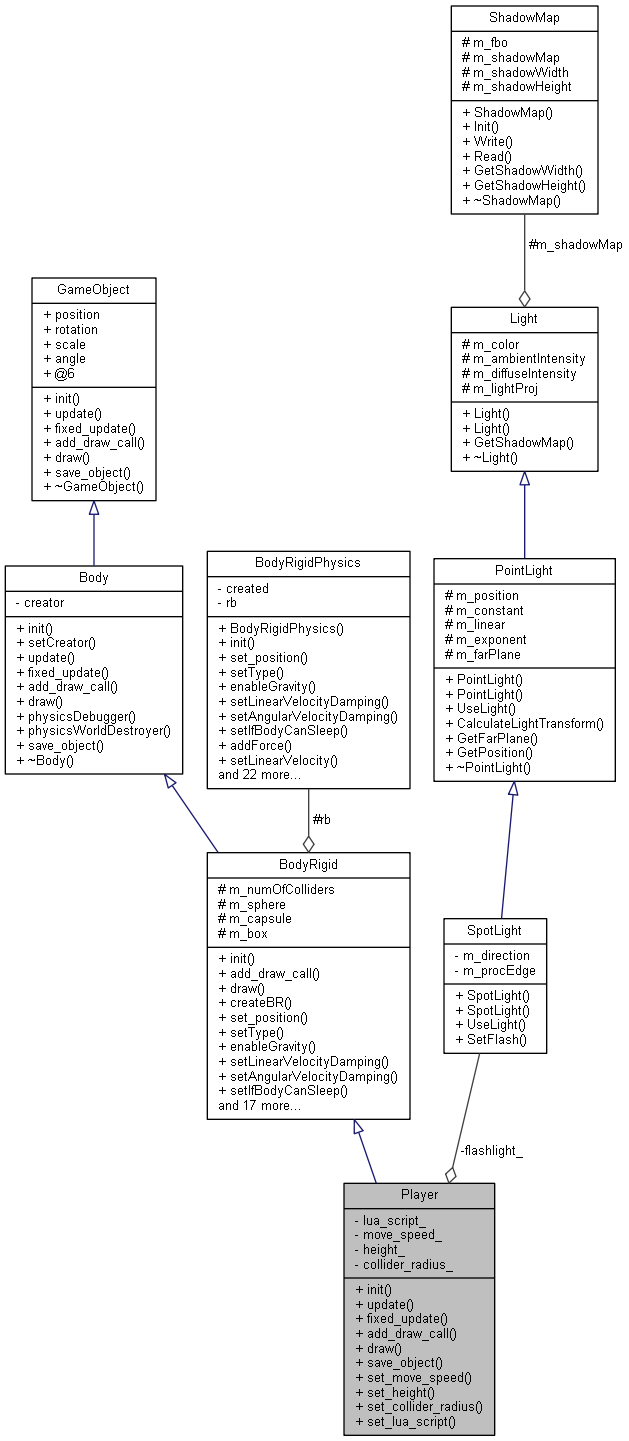 ShadowMap
# m_fbo
# m_shadowMap
# m_shadowWidth
# m_shadowHeight
+ ShadowMap()
+ Init()
+ Write()
+ Read()
+ GetShadowWidth()
+ GetShadowHeight()
+ ~ShadowMap()
#m_shadowMap
GameObject
+ position
+ rotation
+ scale
+ angle
+ @6
+ init()
+ update()
+ fixed_update()
+ add_draw_call()
+ draw()
+ save_object()
+ ~GameObject()
Light
# m_color
# m_ambientIntensity
# m_diffuseIntensity
# m_lightProj
+ Light()
+ Light()
+ GetShadowMap()
+ ~Light()
Body
- creator
+ init()
+ setCreator()
+ update()
+ fixed_update()
+ add_draw_call()
+ draw()
+ physicsDebugger()
+ physicsWorldDestroyer()
+ save_object()
+ ~Body()
BodyRigidPhysics
- created
- rb
+ BodyRigidPhysics()
+ init()
+ set_position()
+ setType()
+ enableGravity()
+ setLinearVelocityDamping()
+ setAngularVelocityDamping()
+ setIfBodyCanSleep()
+ addForce()
+ setLinearVelocity()
and 22 more...
PointLight
# m_position
# m_constant
# m_linear
# m_exponent
# m_farPlane
+ PointLight()
+ PointLight()
+ UseLight()
+ CalculateLightTransform()
+ GetFarPlane()
+ GetPosition()
+ ~PointLight()
#rb
BodyRigid
# m_numOfColliders
# m_sphere
# m_capsule
# m_box
+ init()
+ add_draw_call()
+ draw()
+ createBR()
+ set_position()
+ setType()
+ enableGravity()
+ setLinearVelocityDamping()
+ setAngularVelocityDamping()
+ setIfBodyCanSleep()
and 17 more...
SpotLight
- m_direction
- m_procEdge
+ SpotLight()
+ SpotLight()
+ UseLight()
+ SetFlash()
-flashlight_
Player
- lua_script_
- move_speed_
- height_
- collider_radius_
+ init()
+ update()
+ fixed_update()
+ add_draw_call()
+ draw()
+ save_object()
+ set_move_speed()
+ set_height()
+ set_collider_radius()
+ set_lua_script()